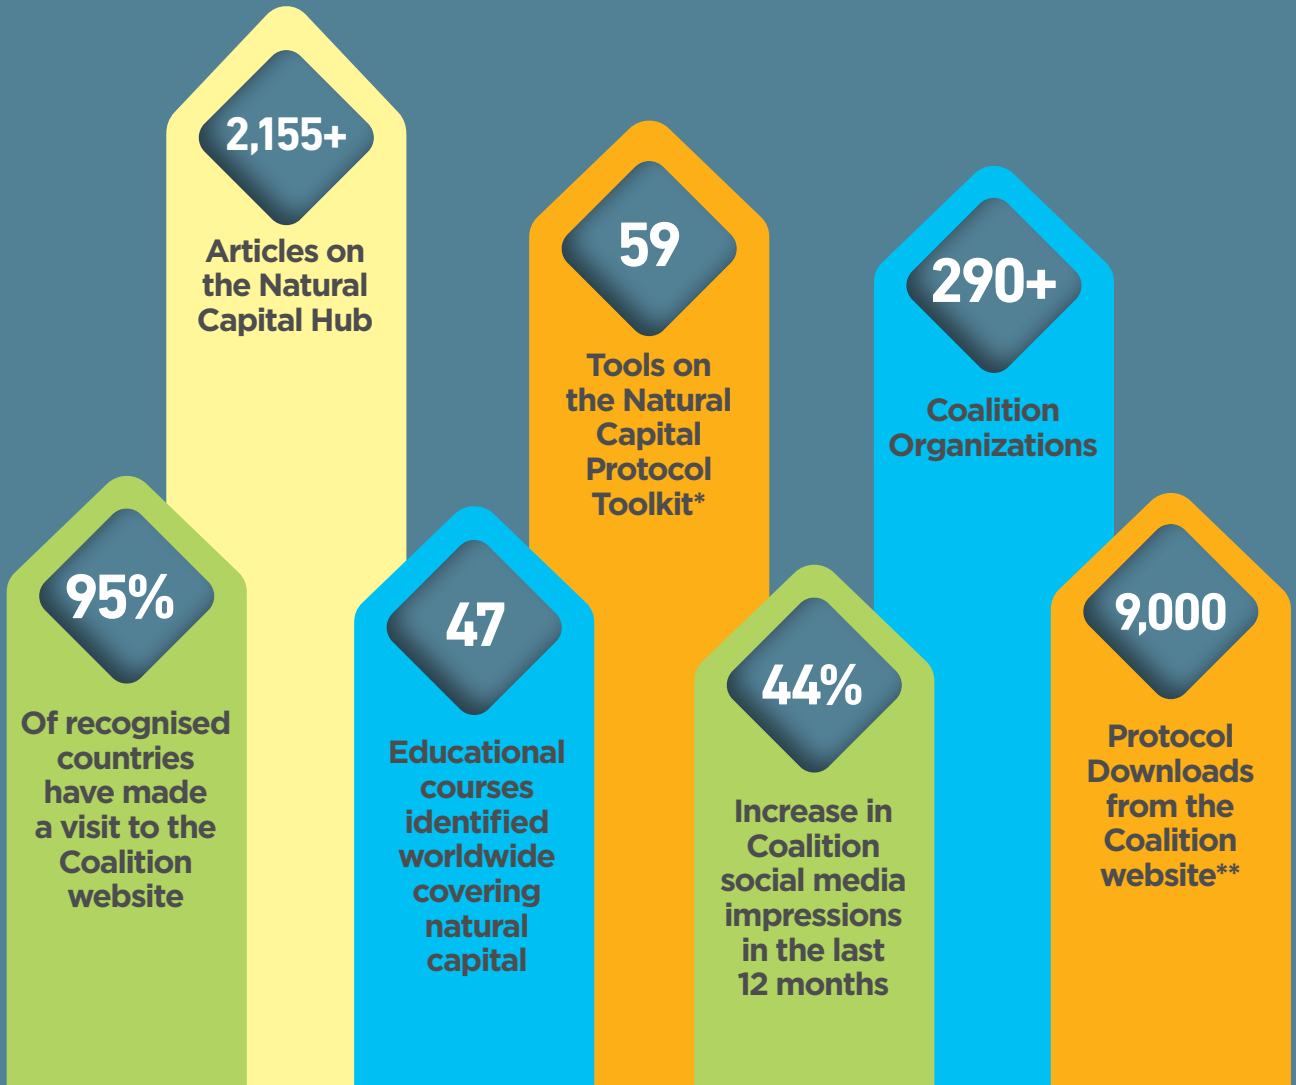 2,155+
Articles on
the Natural
Capital Hub
59
Tools on
the Natural
Capital
Protocol
Toolkit*
290+
Coalition
Organizations
95%
Of recognised
countries
have made
a visit to the
Coalition
website
47
Educational
courses
identified
worldwide
covering
natural
capital
44%
Increase in
Coalition
social media
impressions
in the last
12 months
9,000
Protocol
Downloads
from the
Coalition
website**